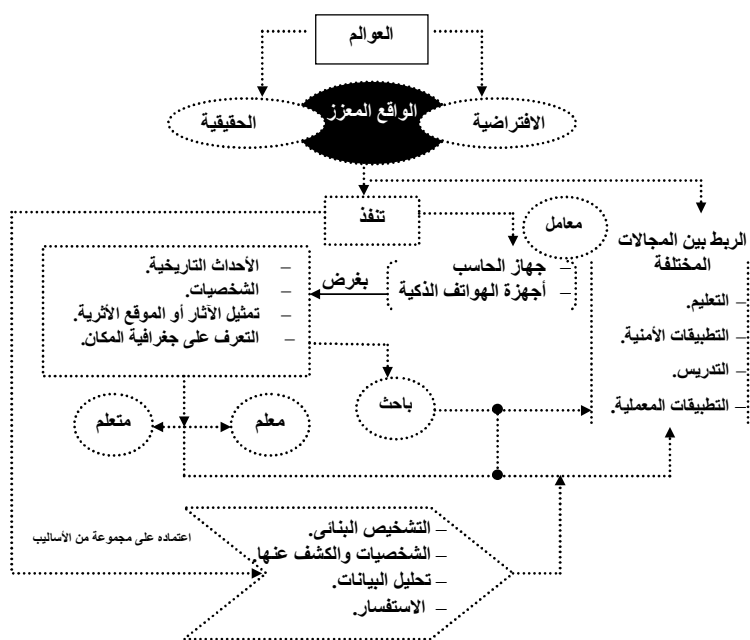 العوالم
الواقع المعزز
الافتراضية
الحقيقية
تنفذ
معامل
الربط بين المجالات
المختلفة
– التعليم.
– التطبيقات الأمنية.
– التدريس.
– التطبيقات المعملية.
– جهاز الحاسب
– أجهزة الهواتف الذكية
بغرض
– الأحداث التاريخية.
– الشخصيات.
– تمثيل الآثار أو الموقع الأثرية.
– التعرف على جغرافية المكان.
باحث
معلم
متعلم
اعتماده على مجموعة من الأساليب
– التشخيص البنائى.
– الشخصيات والكشف عنها.
– تحليل البيانات.
– الاستفسار.